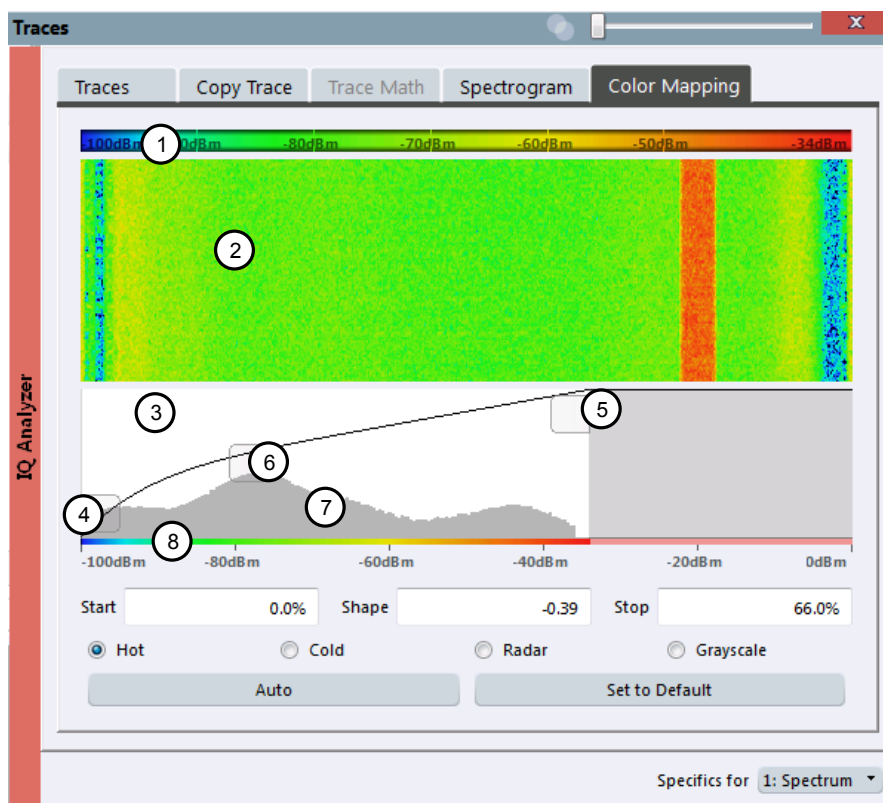 Traces
x
Traces Copy Trace Trace Math Spectrogram Color Mapping
-100dBm 1 0dBm -80dBm -70dBm -60dBm -50dBm -34dBm
2
3
5
6
4
7
8
-100dBm -80dBm -60dBm -40dBm -20dBm 0dBm
Start 0.0% Shape -0.39 Stop 66.0%
Hot Cold Radar Grayscale
Auto Set to Default
IQ Analyzer
Specifics for 1: Spectrum